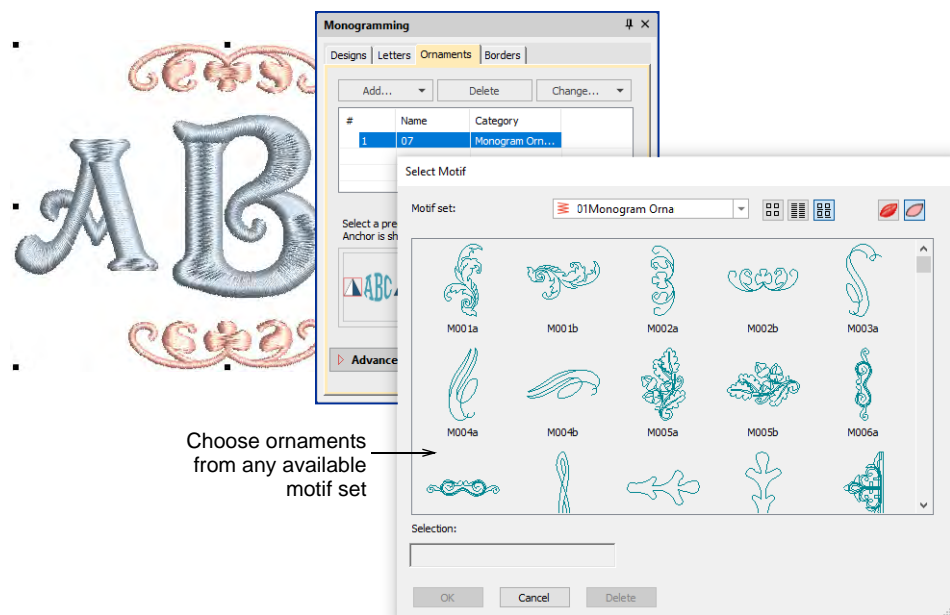 Monogramming
Designs Letters Ornaments Borders
Add... Delete Change...
# Name Category
1 07 Monogram Orn...
Select a pre
Anchor is sh
ABC
Advance
Select Motif
Motif set: 01Monogram Orna
M001a M001b M002a M002b M003a
M004a M004b M005a M005b M006a
Selection:
OK Cancel Delete
A B
Choose ornaments
from any available
motif set